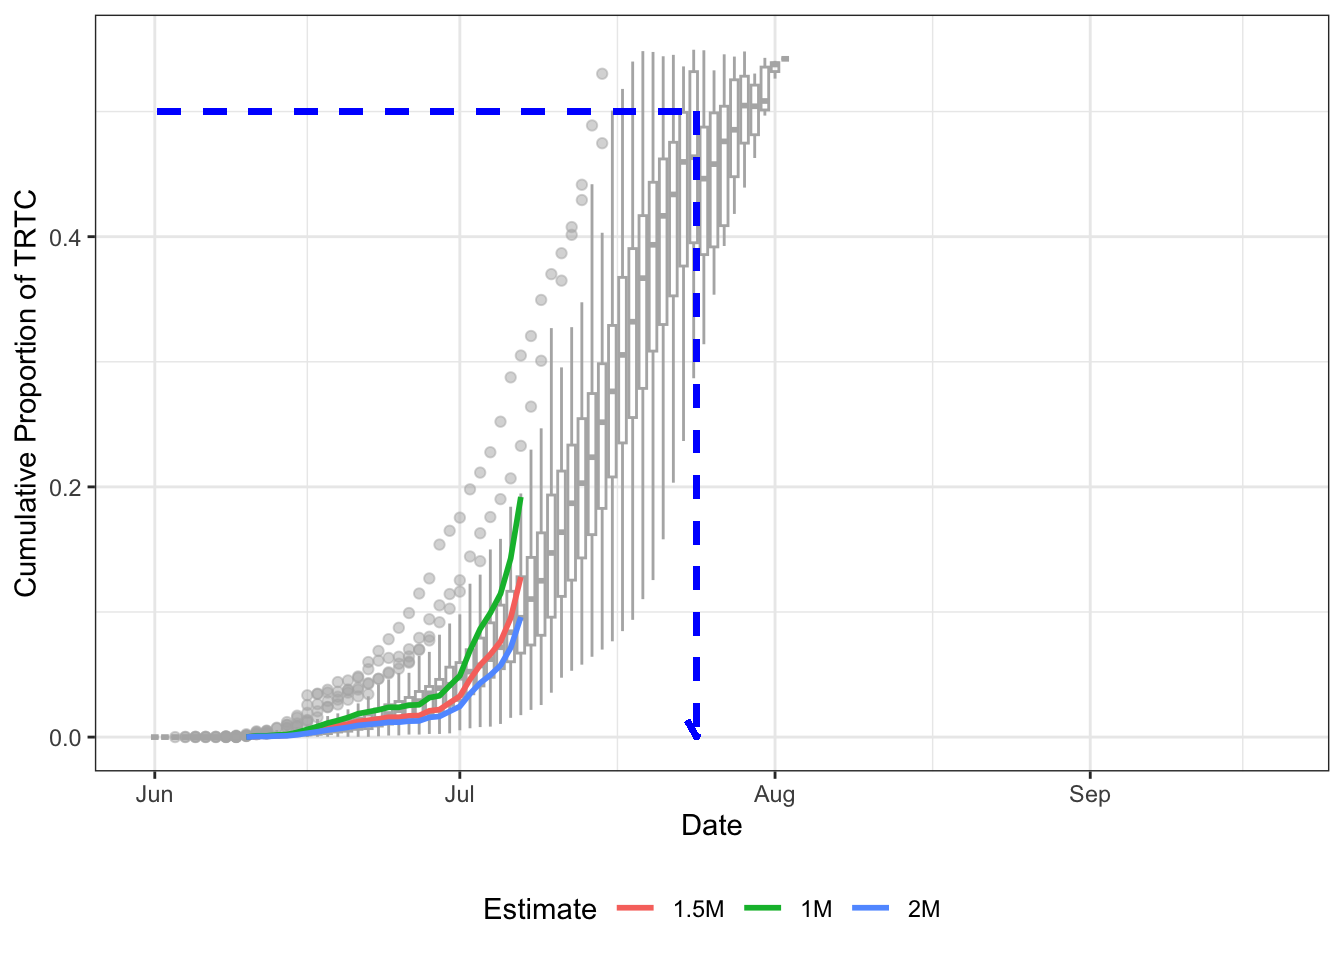 Cumulative Proportion of TRTC
0.4
0.2
0.0
Jun Jul Aug Sep
Date
Estimate 1.5M 1M 2M